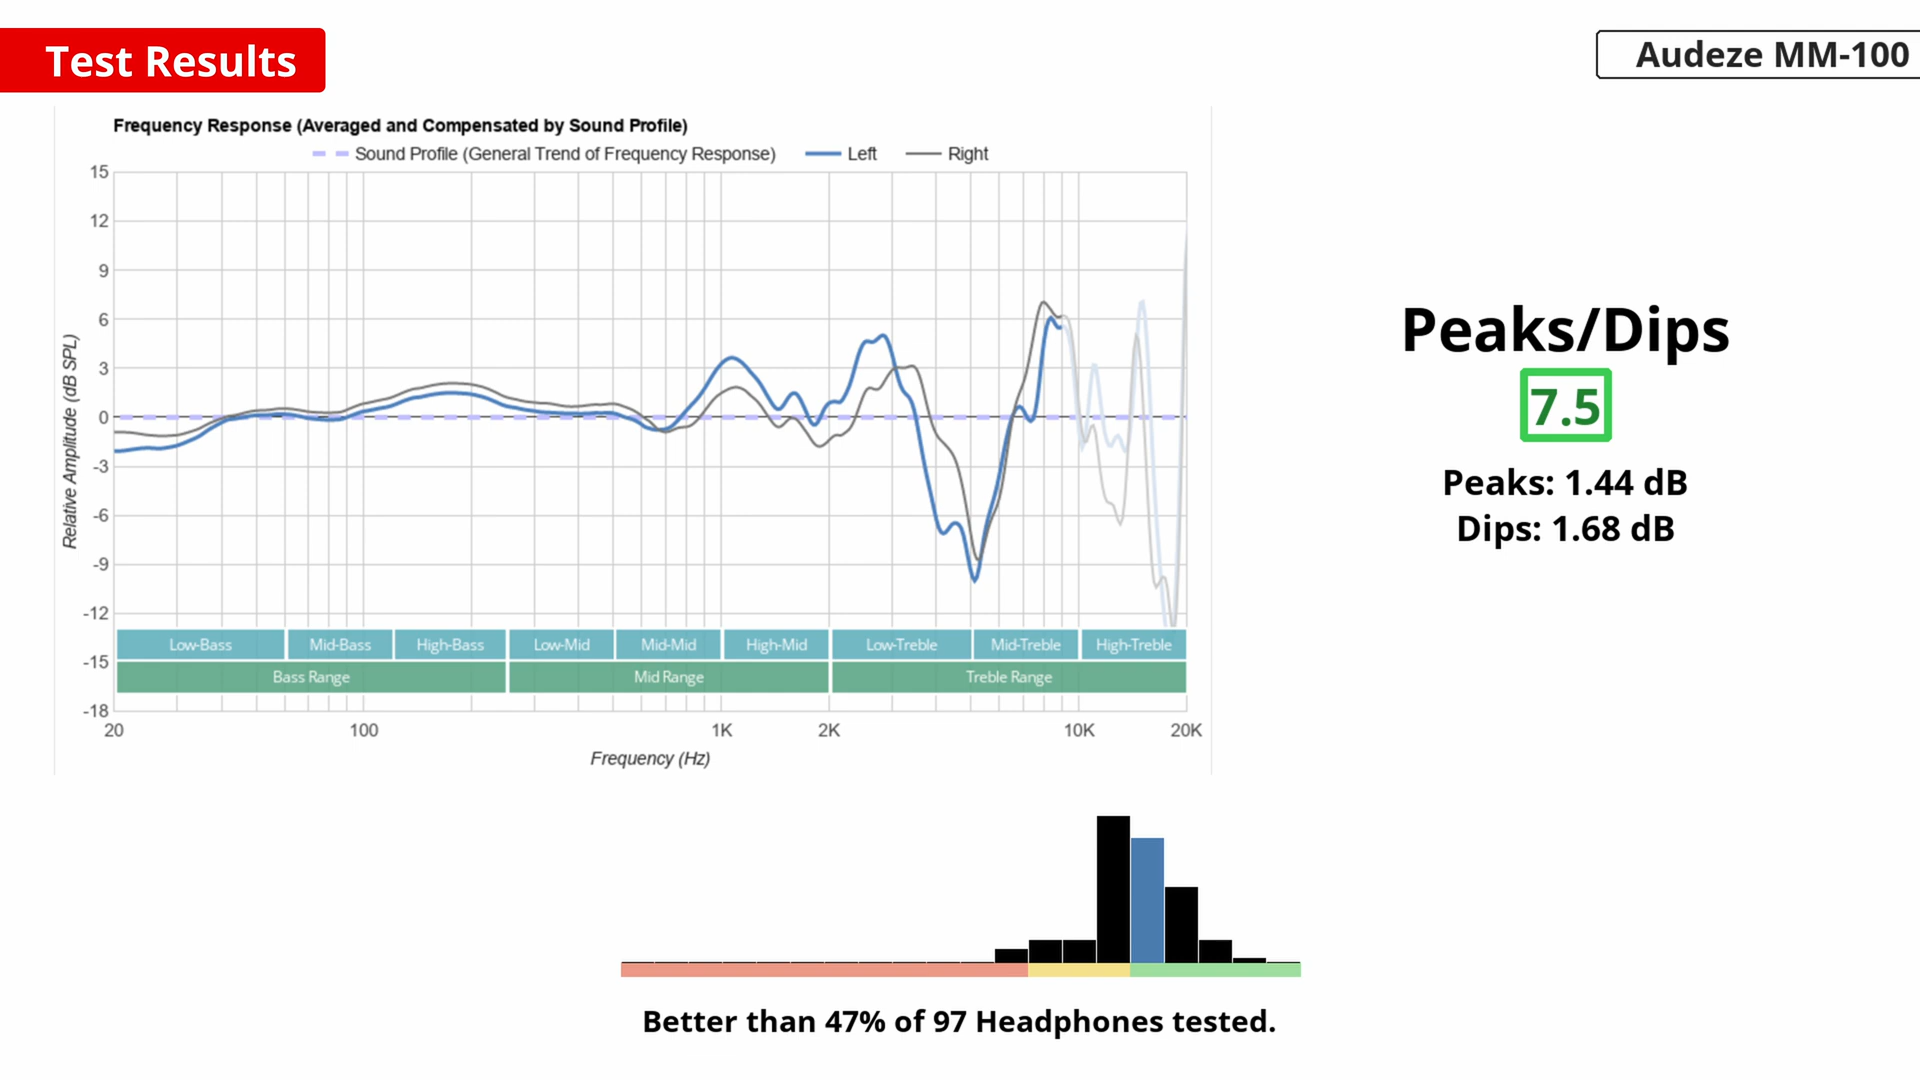 Test Results
Audeze MM-100
Frequency Response (Averaged and Compensated by Sound Profile)
Sound Profile (General Trend of Frequency Response) Left Right
15
12
9
6
3
0
-3
-6
-9
-12
-15
-18
Relative Amplitude (dB SPL)
Low-Bass Mid-Bass High-Bass Low-Mid Mid-Mid High-Mid Low-Treble Mid-Treble High-Treble
Bass Range Mid Range Treble Range
20 100 1K 2K 10K 20K
Frequency (Hz)
Peaks/Dips
7.5
Peaks: 1.44 dB
Dips: 1.68 dB
Better than 47% of 97 Headphones tested.